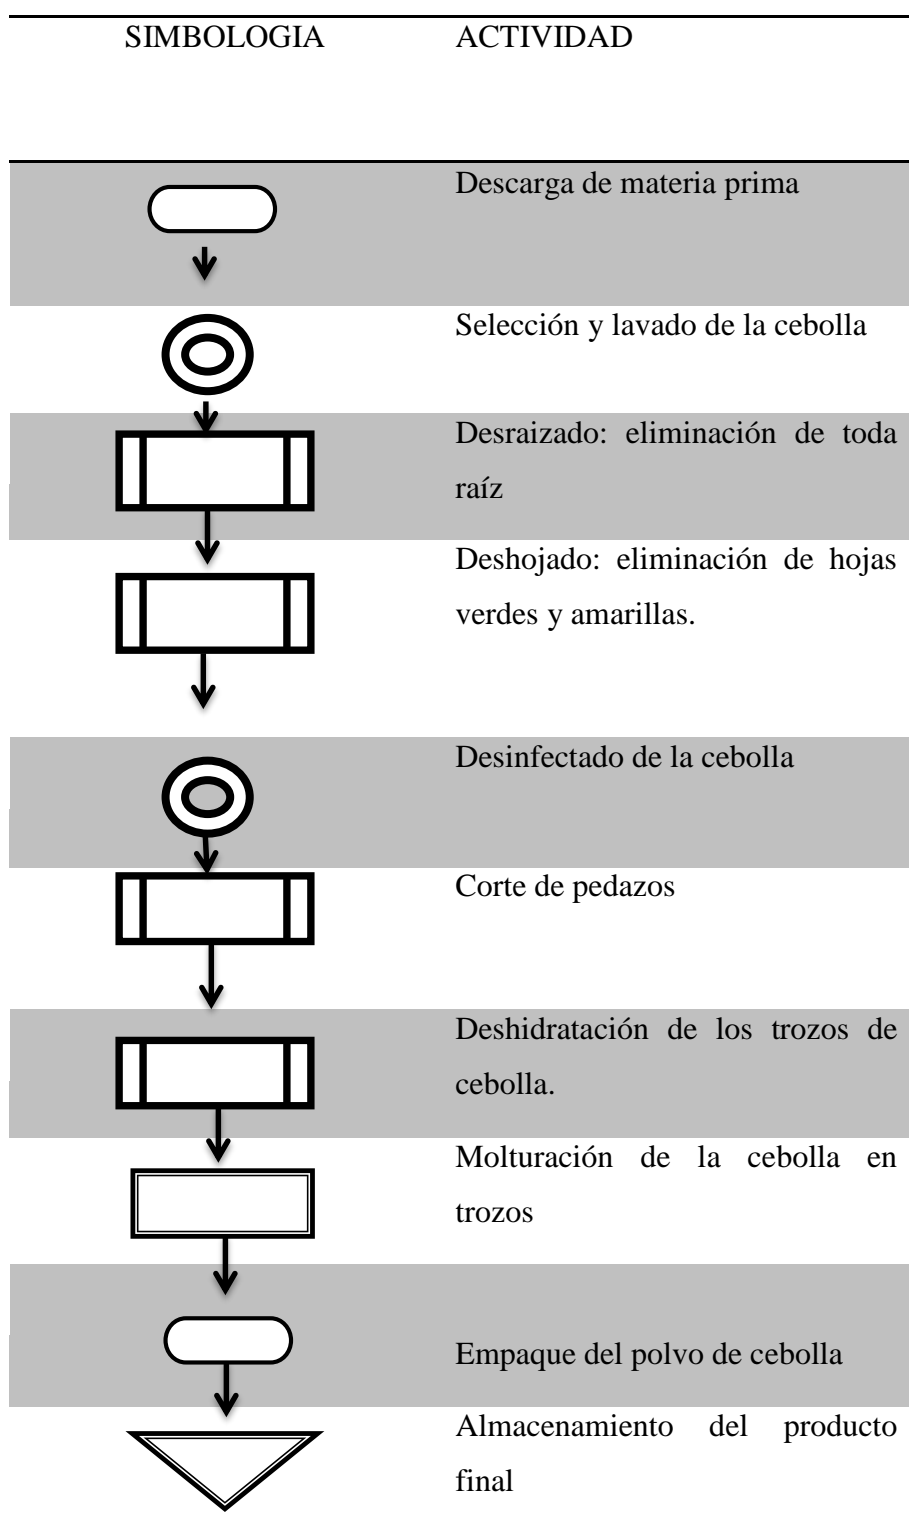 SIMBOLOGIA ACTIVIDAD
Descarga de materia prima
Selección y lavado de la cebolla
Desraizado: eliminación de toda
raíz
Deshojado: eliminación de hojas
verdes y amarillas.
Desinfectado de la cebolla
Corte de pedazos
Deshidratación de los trozos de
cebolla.
Molturación de la cebolla en
trozos
Empaque del polvo de cebolla
Almacenamiento del producto
final